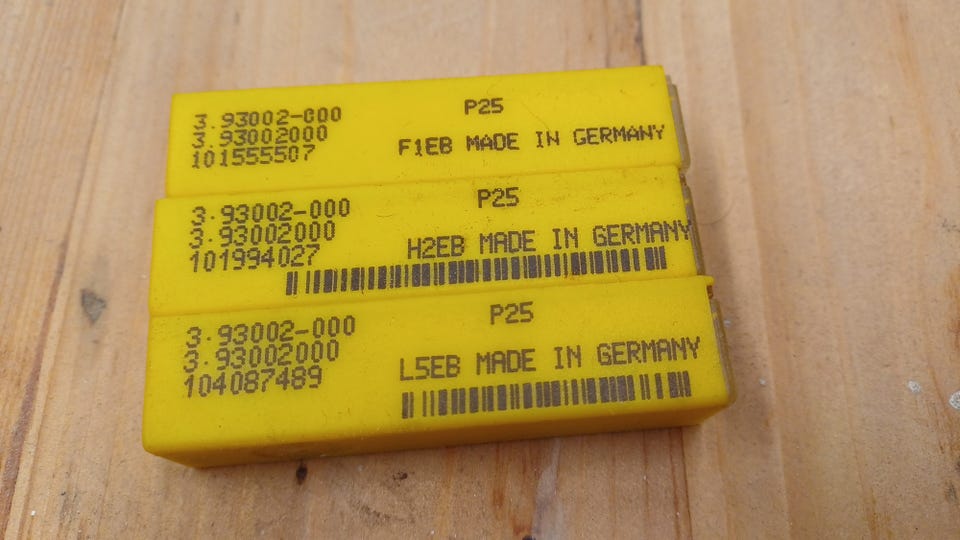 3.93002-000
3.93002000
101555507
P25
F1EB MADE IN GERMANY
3.93002-000
3.93002000
101994027
P25
H2EB MADE IN GERMANY
3.93002-000
3.93002000
104087489
P25
L5EB MADE IN GERMANY